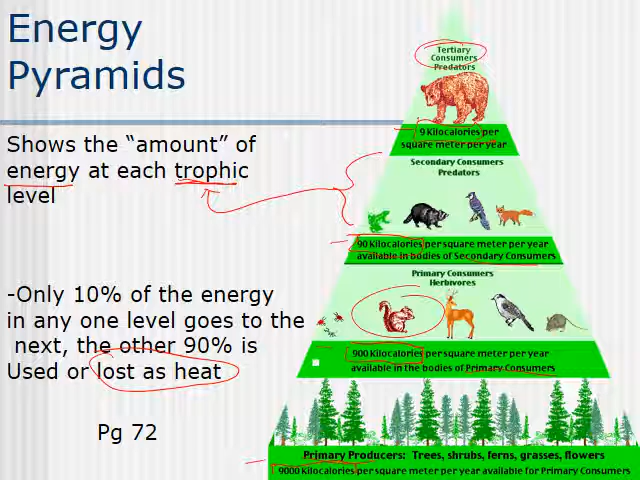 Energy
Pyramids
Shows the “amount” of
energy at each trophic
level
-Only 10% of the energy
in any one level goes to the
next, the other 90% is
Used or lost as heat
Pg 72
Tertiary
Consumers
Predators
9 Kilocalories per
square meter per year
Secondary Consumers
Predators
90 Kilocalories per square meter per year
available in bodies of Secondary Consumers
Primary Consumers
Herbivores
900 Kilocalories per square meter per year
available in the bodies of Primary Consumers
Primary Producers: Trees, shrubs, ferns, grasses, flowers
9000 Kilocalories per square meter per year available for Primary Consumers